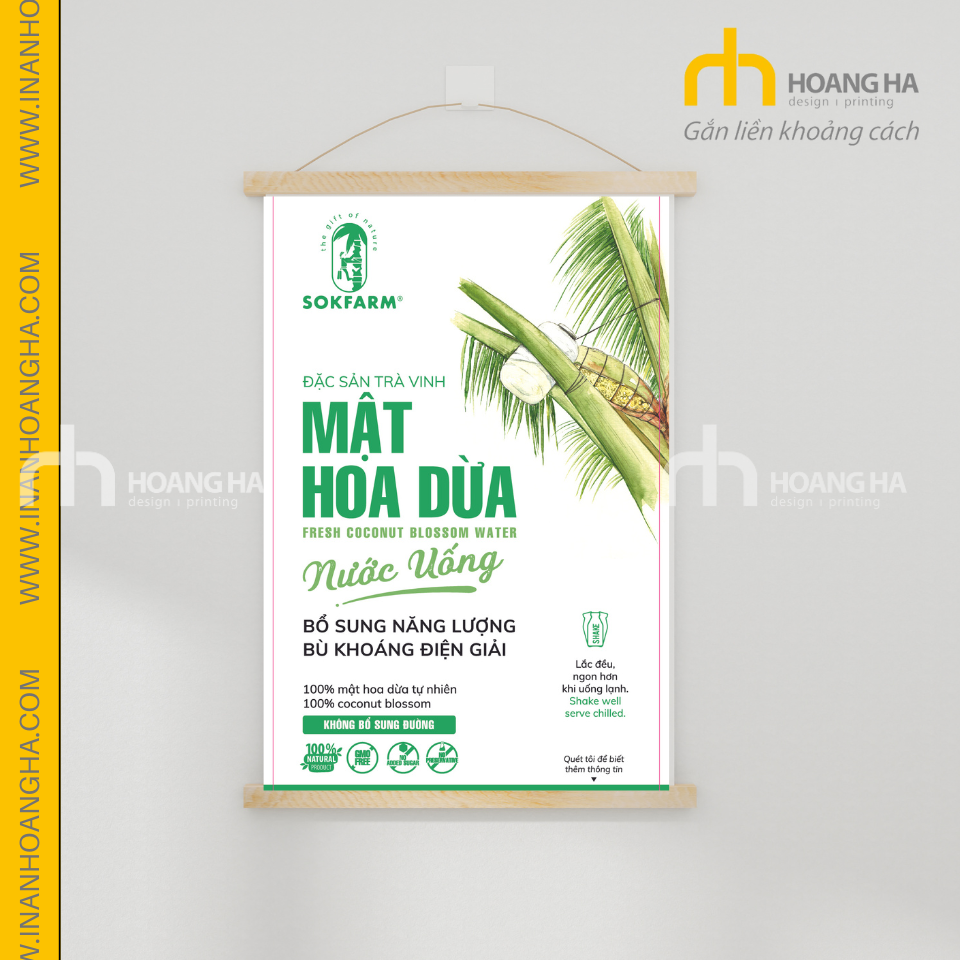 WWW.INANHO
WWW.INANHOANGHA.COM
W.INANHOANGHA.COM
HOANG HA
design | printing
Gắn liền khoảng cách
the gift of nature
SOKFARM®
ĐẶC SẢN TRÀ VINH
MẬT
HOA DỪA
FRESH COCONUT BLOSSOM WATER
Nước Uống
BỔ SUNG NĂNG LƯỢNG
BÙ KHOÁNG ĐIỆN GIẢI
100% mật hoa dừa tự nhiên
100% coconut blossom
KHÔNG BỔ SUNG ĐƯỜNG
100%
NATURAL
PRODUCT
GMO
FREE
NO
ADDED SUGAR
NO
PRESERVATIVE
SHAKE
Lắc đều,
ngon hơn
khi uống lạnh.
Shake well
serve chilled.
Quét tôi để biết
thêm thông tin
HOANG HA
design | printing
HOANG HA
design | printing